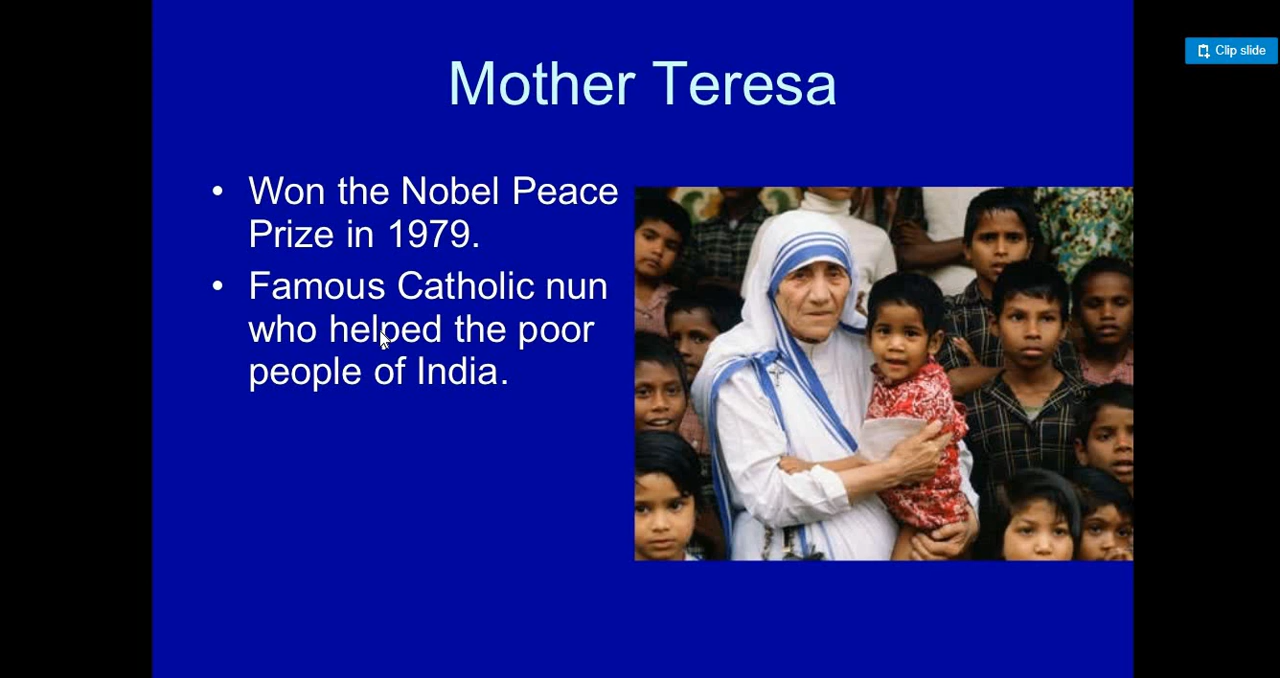 Clip slide
Mother Teresa
• Won the Nobel Peace
Prize in 1979.
• Famous Catholic nun
who helped the poor
people of India.